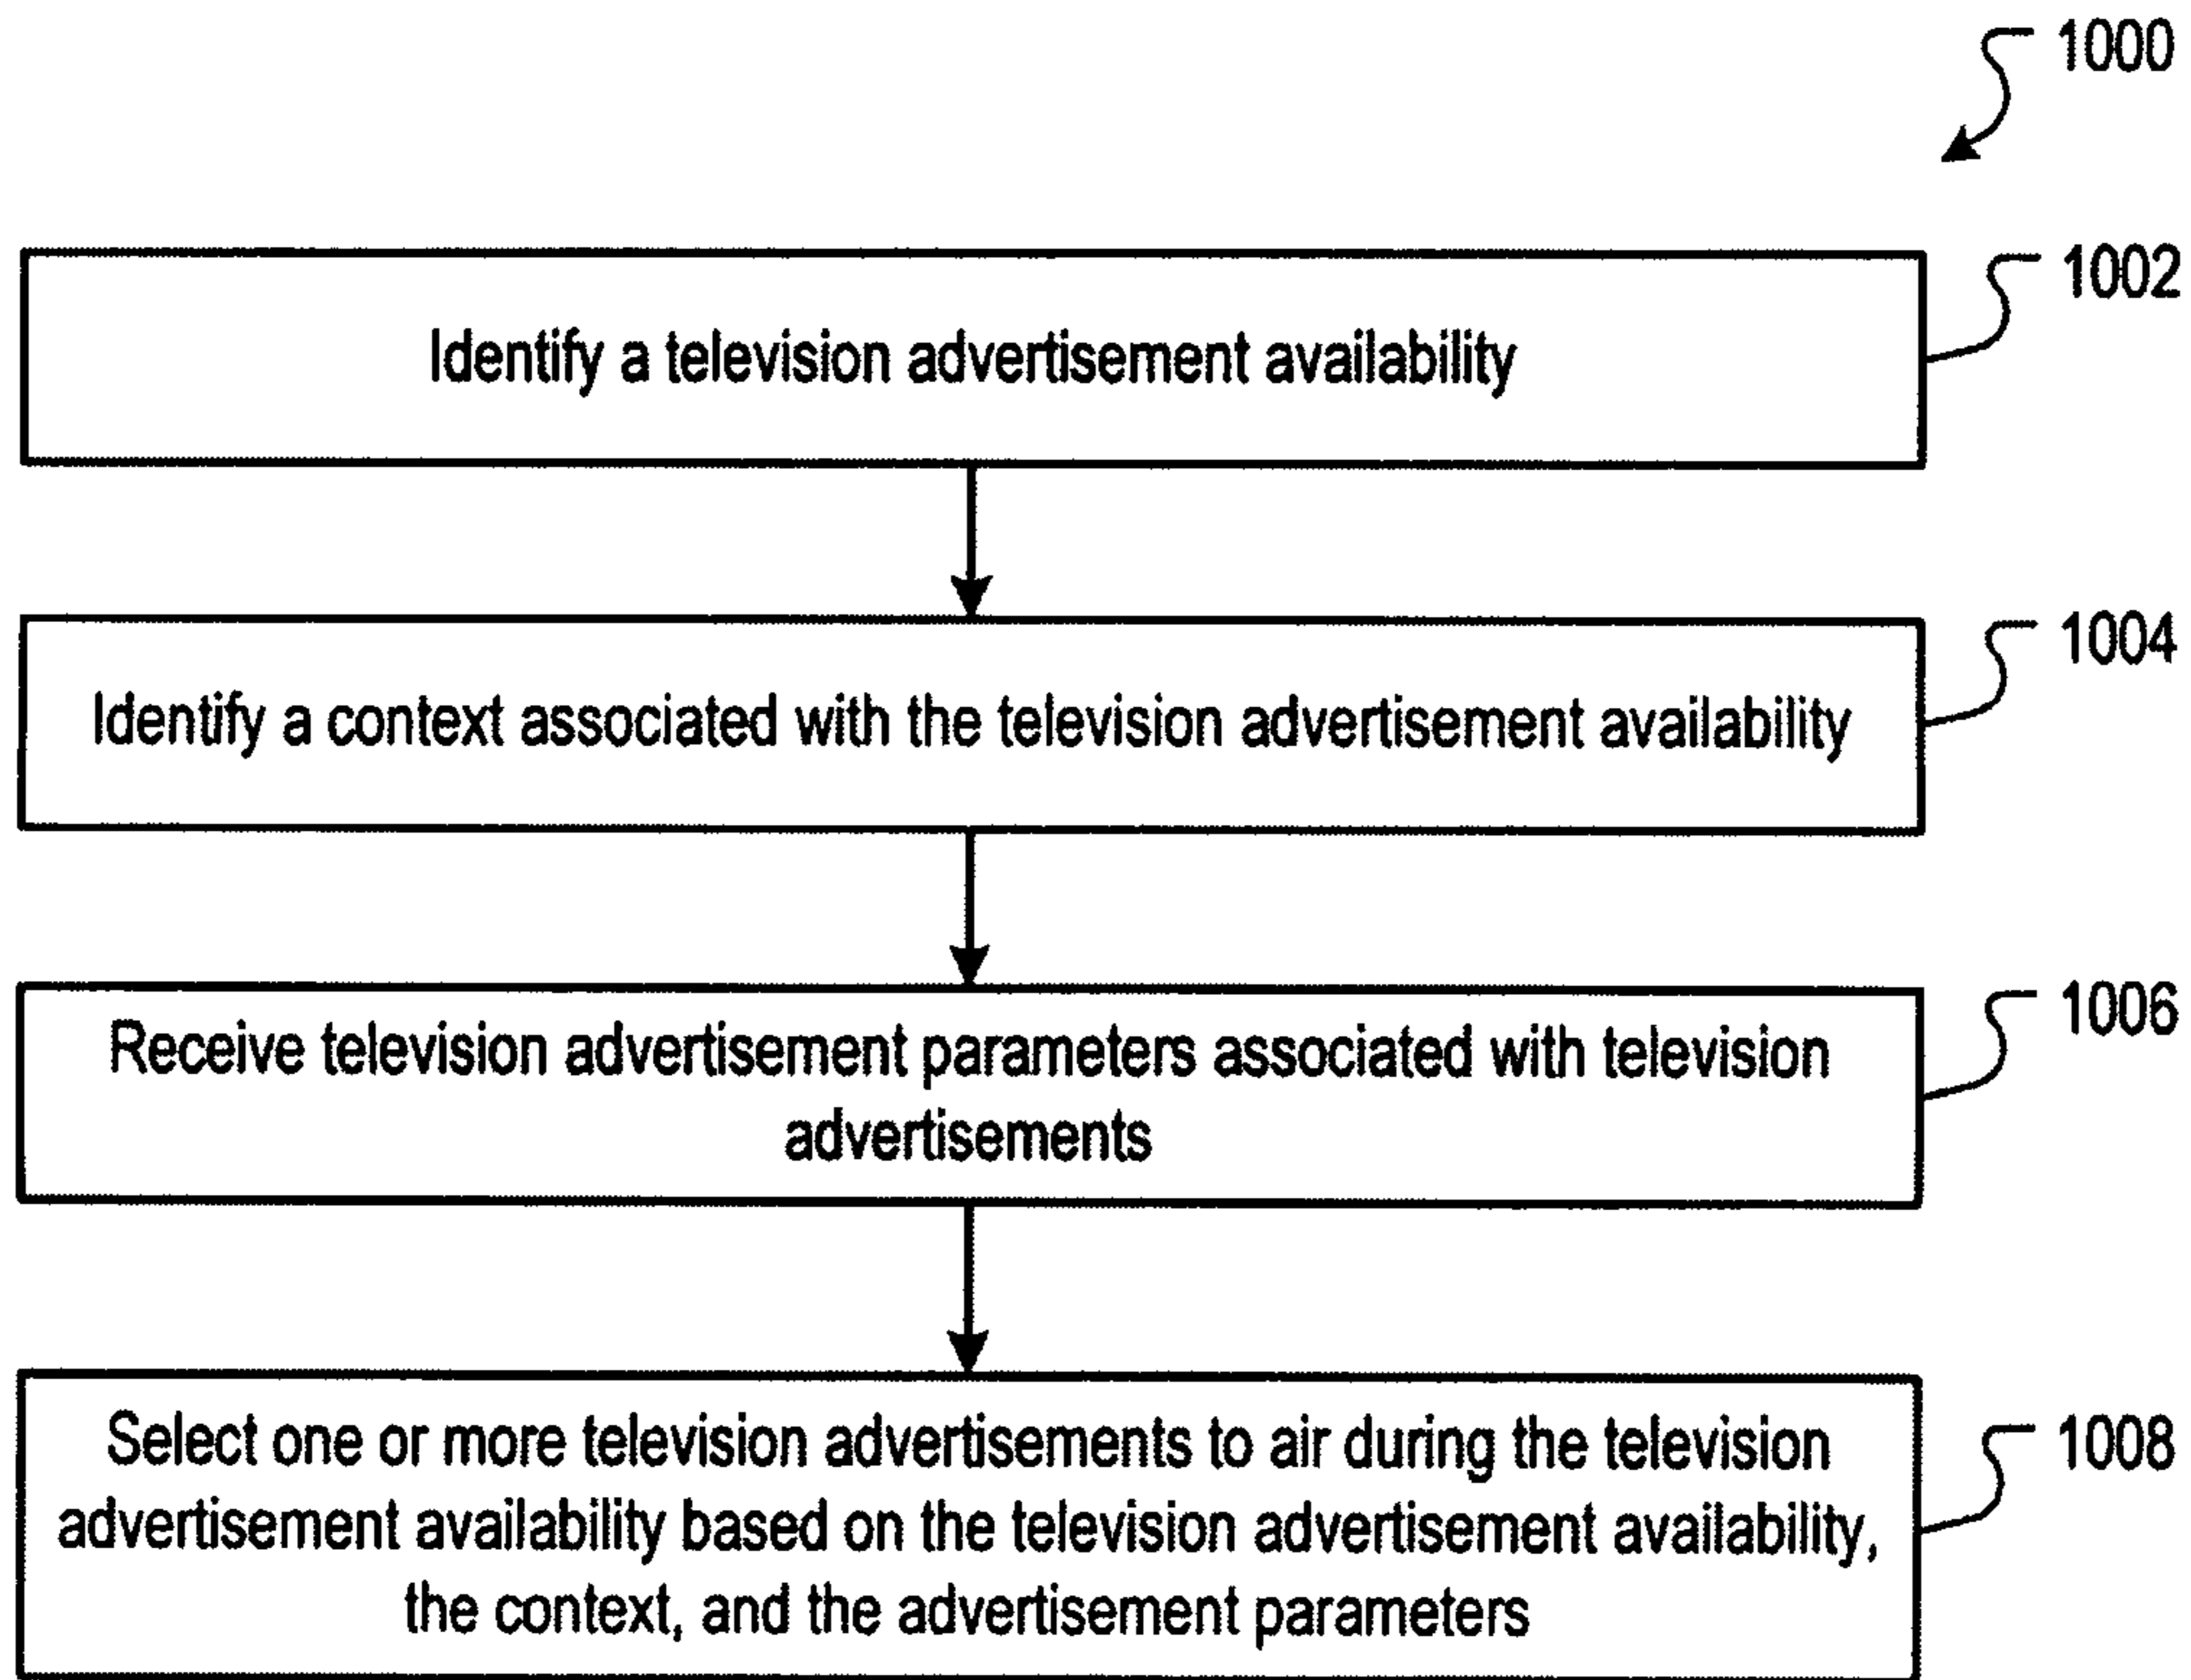 1000
1002
Identify a television advertisement availability
1004
Identify a context associated with the television advertisement availability
1006
Receive television advertisement parameters associated with television
advertisements
Select one or more television advertisements to air during the television
1008
advertisement availability based on the television advertisement availability,
the context, and the advertisement parameters